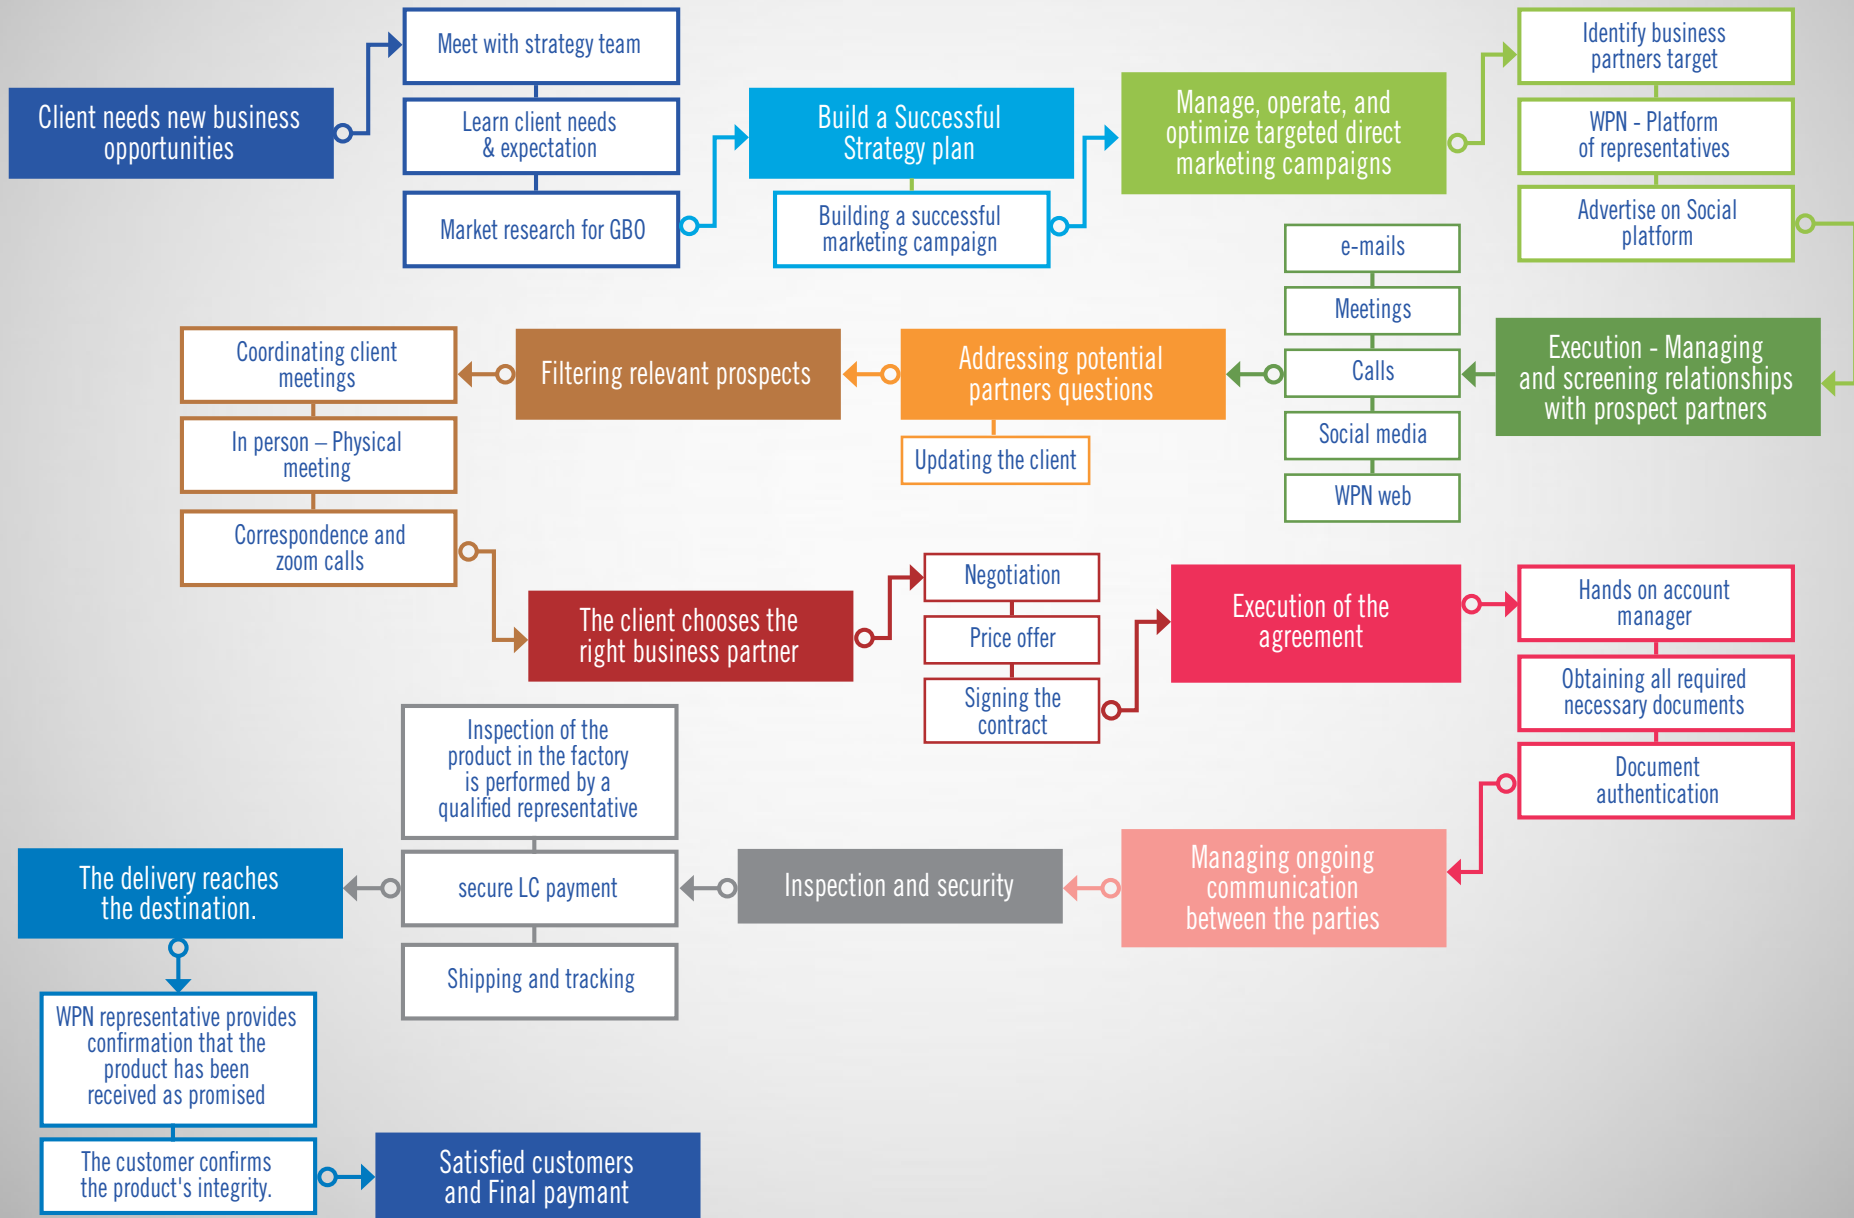 Client needs new business
opportunities
Meet with strategy team
Learn client needs
& expectation
Market research for GBO
Build a Successful
Strategy plan
Building a successful
marketing campaign
Manage, operate, and
optimize targeted direct
marketing campaigns
Identify business
partners target
WPN - Platform
of representatives
Advertise on Social
platform
Execution - Managing
and screening relationships
with prospect partners
e-mails
Meetings
Calls
Social media
WPN web
Addressing potential
partners questions
Updating the client
Filtering relevant prospects
Coordinating client
meetings
In person – Physical
meeting
Correspondence and
zoom calls
The client chooses the
right business partner
Negotiation
Price offer
Signing the
contract
Execution of the
agreement
Hands on account
manager
Obtaining all required
necessary documents
Document
authentication
Managing ongoing
communication
between the parties
Inspection and security
Inspection of the
product in the factory
is performed by a
qualified representative
secure LC payment
Shipping and tracking
The delivery reaches
the destination.
WPN representative provides
confirmation that the
product has been
received as promised
The customer confirms
the product's integrity.
Satisfied customers
and Final paymant